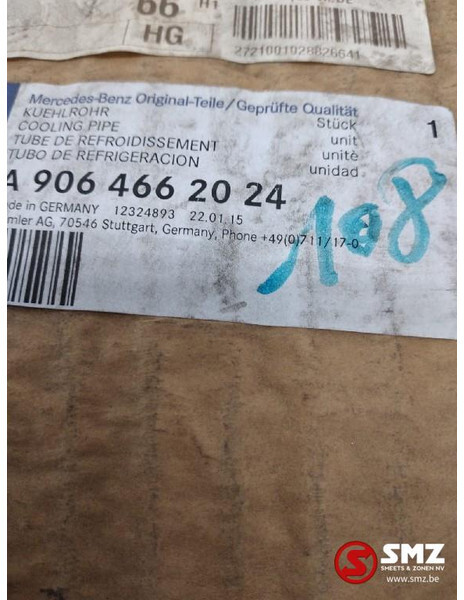 66 H1
HG
2721001028826641
Mercedes-Benz Original-Teile/Geprüfte Qualität
KUEHLROHR Stück 1
COOLING PIPE unit
TUBE DE REFROIDISSEMENT unité
TUBO DE REFRIGERACION unidad
A 906 466 20 24
de in GERMANY 12324893 22.01.15
mler AG, 70546 Stuttgart, Germany, Phone +49(0)711/17-0
108
SMZ
SHEETS & ZONEN NV
www.smz.be